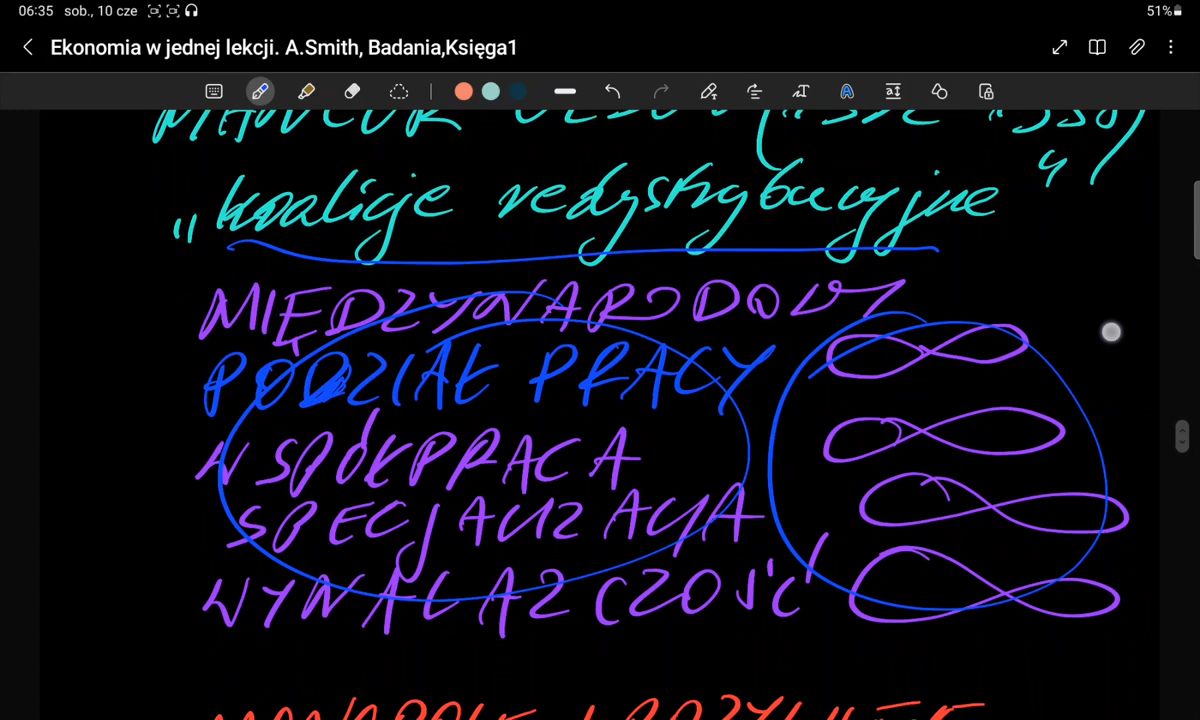 06:35 sob., 10 cze 51%
Ekonomia w jednej lekcji. A.Smith, Badania,Księga1
MANCUR
„koalicje redystrybucyjne"
MIĘDZYNARODOWY
PODZIAŁ PRACY
WSPÓŁPRACA
SPECJALIZACJA
WYNALAZCZOŚĆ